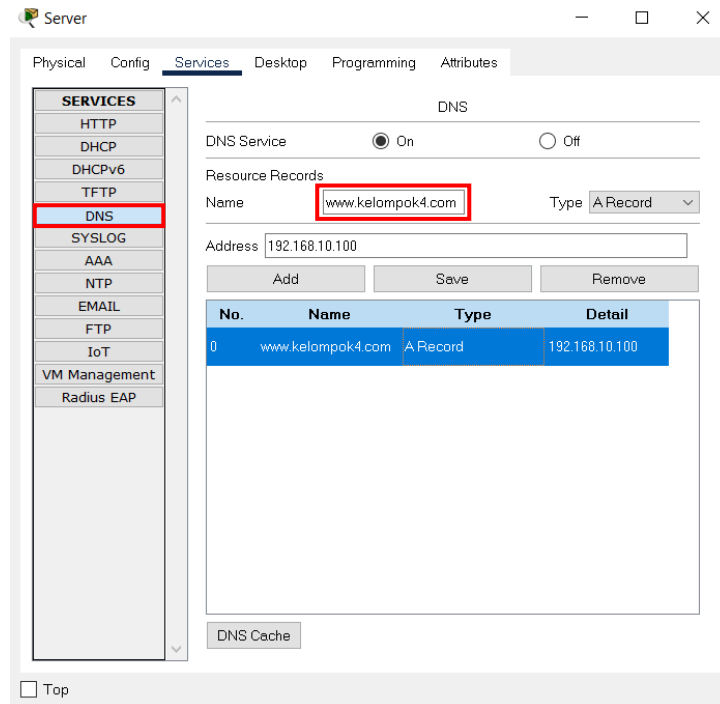 Server
Physical Config Services Desktop Programming Attributes
SERVICES
HTTP
DHCP
DHCPv6
TFTP
DNS
SYSLOG
AAA
NTP
EMAIL
FTP
IoT
VM Management
Radius EAP
DNS
DNS Service On Off
Resource Records
Name www.kelompok4.com Type A Record
Address 192.168.10.100
Add Save Remove
No. Name Type Detail
0 www.kelompok4.com A Record 192.168.10.100
DNS Cache
Top